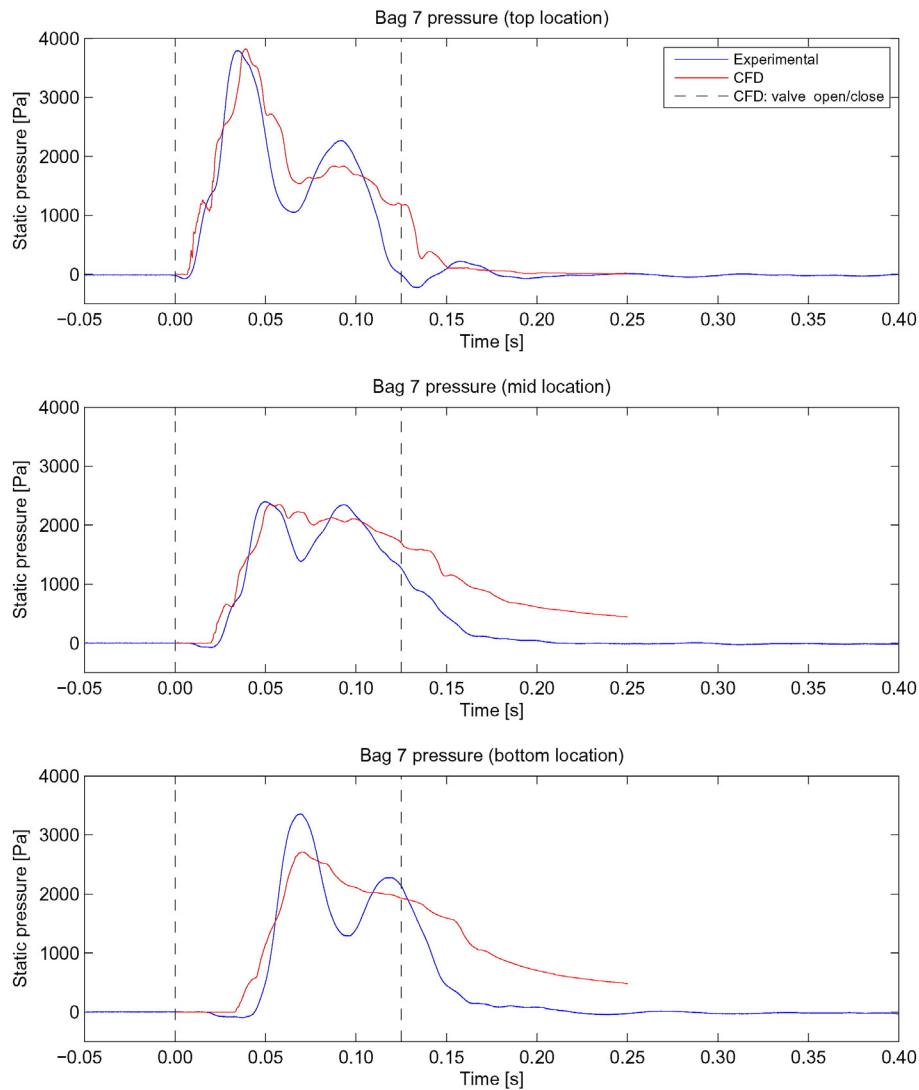 Bag 7 pressure (top location)
Static pressure [Pa]
4000
3000
2000
1000
0
Experimental
CFD
CFD: valve open/close
−0.05 0.00 0.05 0.10 0.15 0.20 0.25 0.30 0.35 0.40
Time [s]
Bag 7 pressure (mid location)
Static pressure [Pa]
4000
3000
2000
1000
0
−0.05 0.00 0.05 0.10 0.15 0.20 0.25 0.30 0.35 0.40
Time [s]
Bag 7 pressure (bottom location)
Static pressure [Pa]
4000
3000
2000
1000
0
−0.05 0.00 0.05 0.10 0.15 0.20 0.25 0.30 0.35 0.40
Time [s]